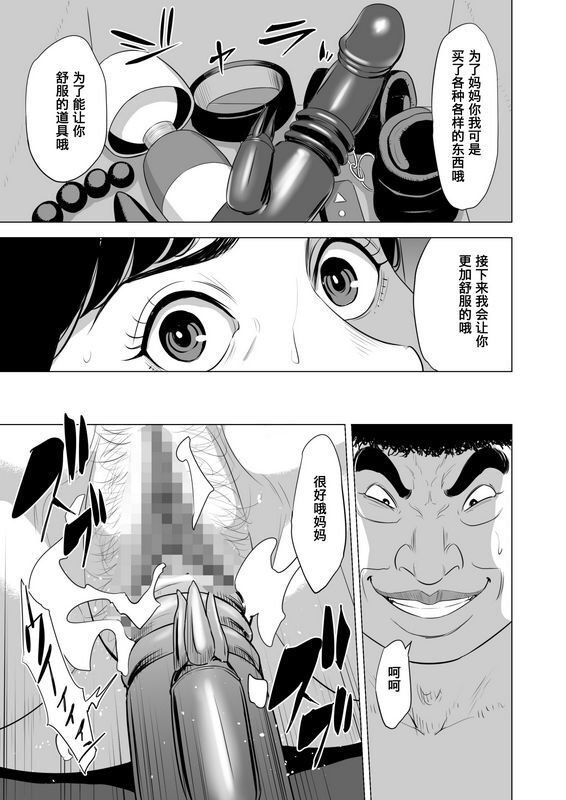 为了妈妈你我可是
买了各种各样的东西哦
为了能让你
舒服的道具哦
接下来我会让你
更加舒服的哦
呵呵
很好哦妈妈